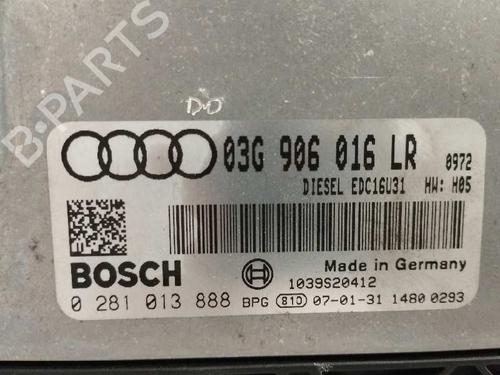 DD
03G 906 016 LR 0972
DIESEL EDC16U31 HW: H05
BOSCH
Made in Germany
1039S20412
0 281 013 888 BPG 810 07-01-31 1480 0293
B-PARTS